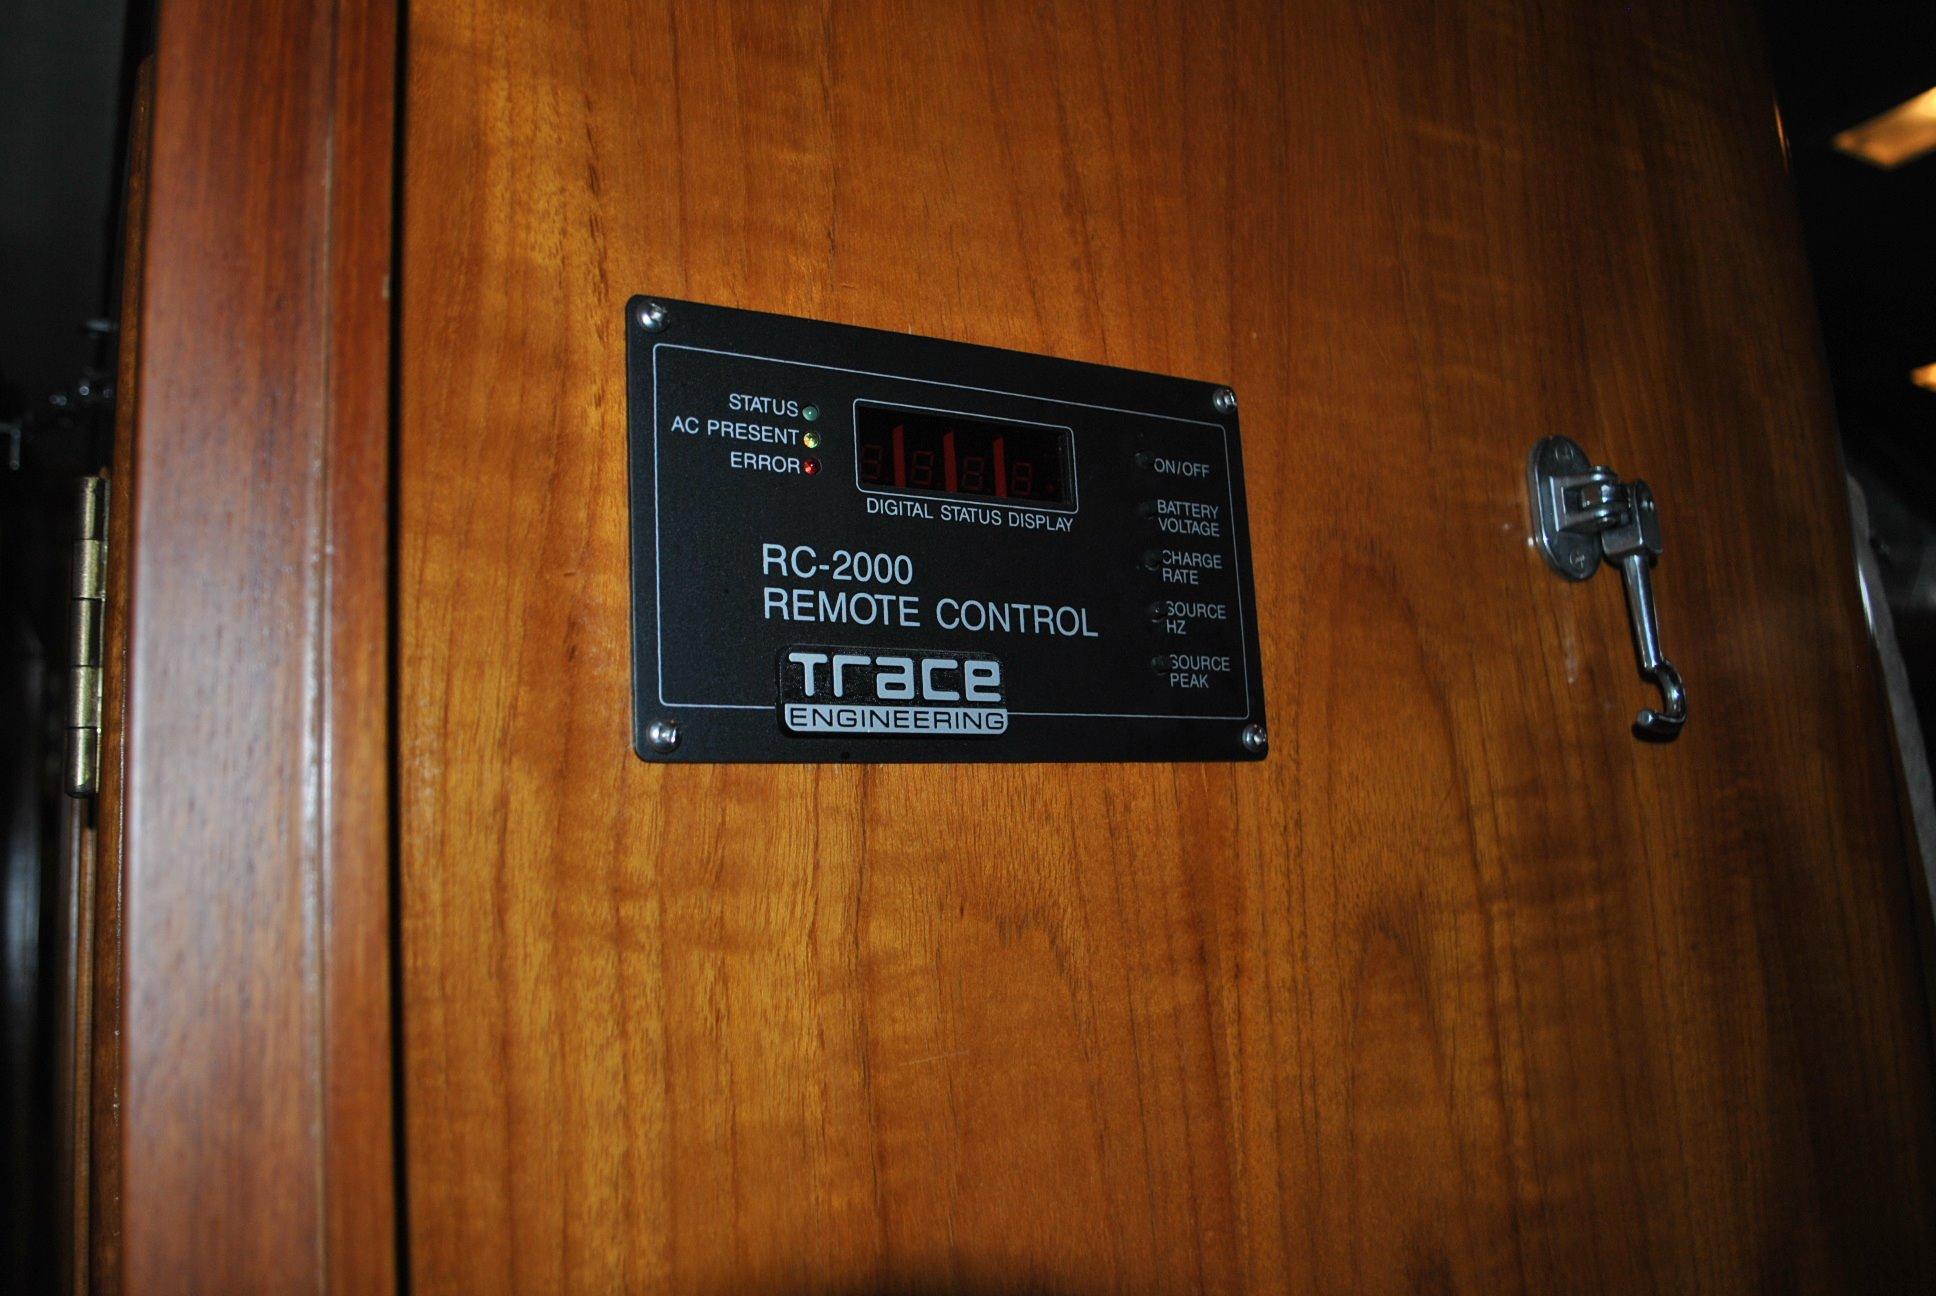 STATUS
AC PRESENT
ERROR
DIGITAL STATUS DISPLAY
RC-2000
REMOTE CONTROL
Trace
ENGINEERING
ON/OFF
BATTERY
VOLTAGE
CHARGE
RATE
SOURCE
HZ
SOURCE
PEAK